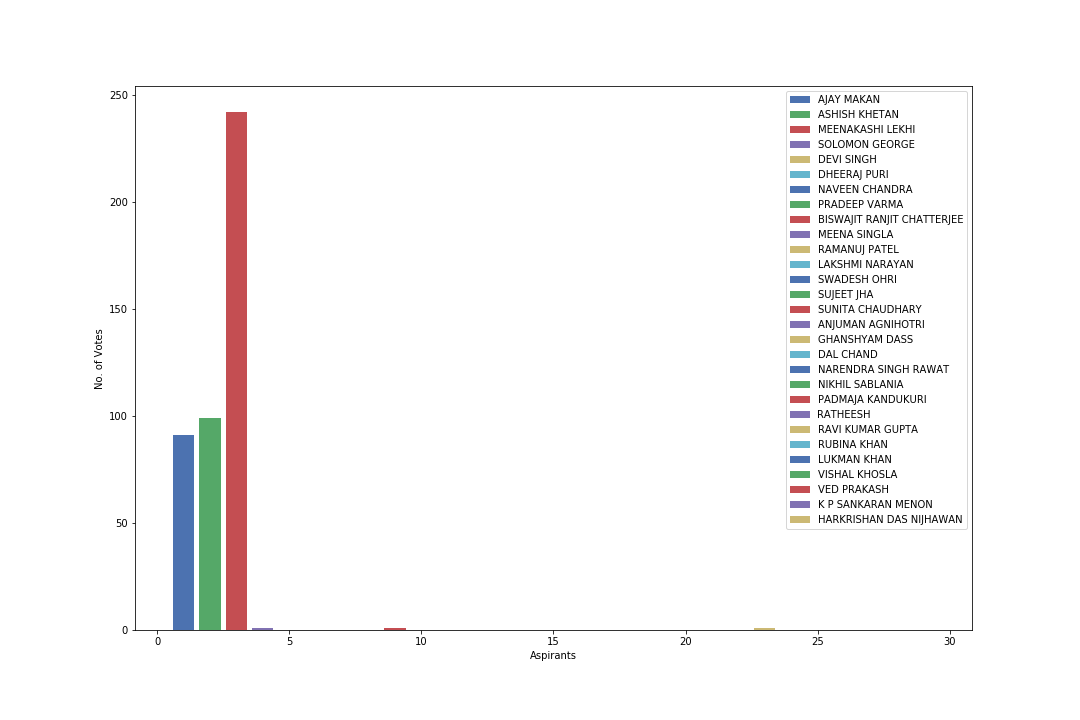 250
200
150
100
50
0
No. of Votes
0 5 10 15 20 25 30
Aspirants
AJAY MAKAN
ASHISH KHETAN
MEENAKASHI LEKHI
SOLOMON GEORGE
DEVI SINGH
DHEERAJ PURI
NAVEEN CHANDRA
PRADEEP VARMA
BISWAJIT RANJIT CHATTERJEE
MEENA SINGLA
RAMANUJ PATEL
LAKSHMI NARAYAN
SWADESH OHRI
SUJEET JHA
SUNITA CHAUDHARY
ANJUMAN AGNIHOTRI
GHANSHYAM DASS
DAL CHAND
NARENDRA SINGH RAWAT
NIKHIL SABLANIA
PADMAJA KANDUKURI
RATHEESH
RAVI KUMAR GUPTA
RUBINA KHAN
LUKMAN KHAN
VISHAL KHOSLA
VED PRAKASH
K P SANKARAN MENON
HARKRISHAN DAS NIJHAWAN